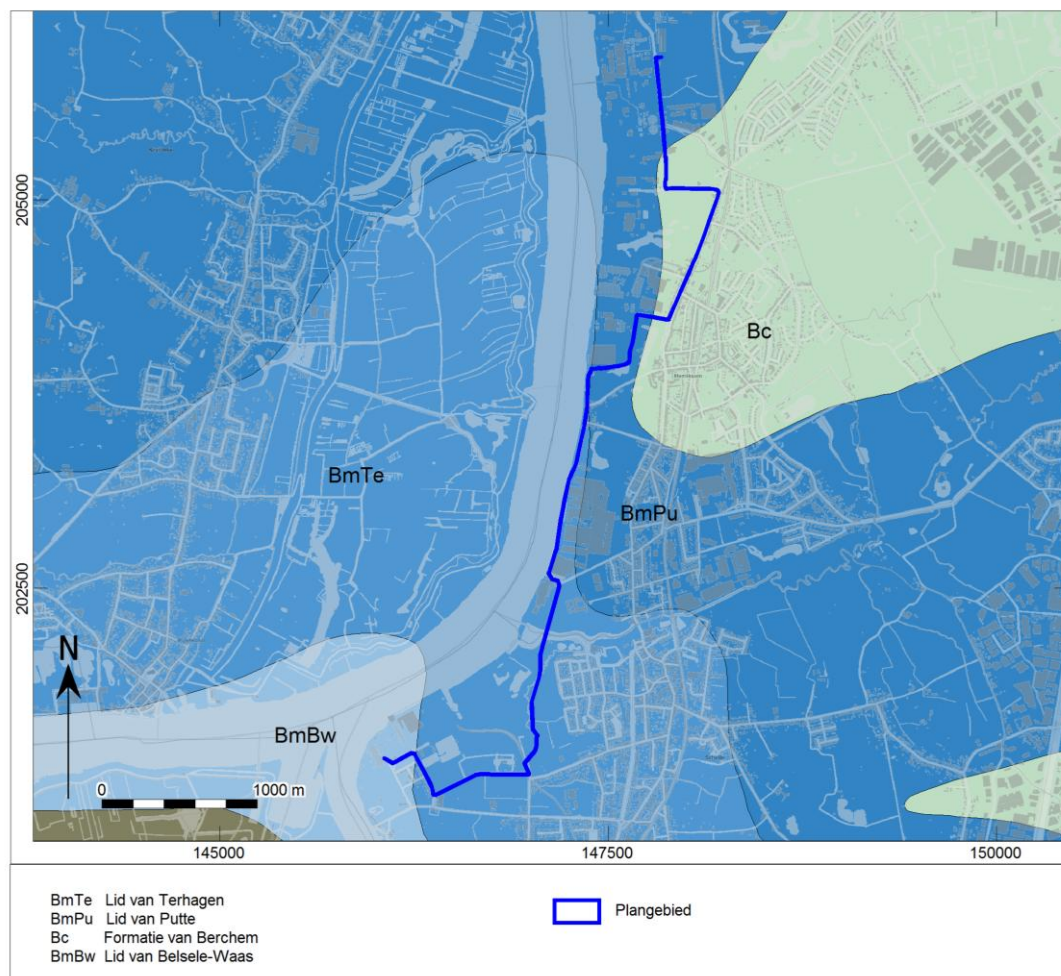 205000
Bc
BmTe
BmPu
202500
N
BmBw
0 1000 m
145000 147500 150000
BmTe Lid van Terhagen
BmPu Lid van Putte
Bc Formatie van Berchem
BmBw Lid van Belsele-Waas
Plangebied